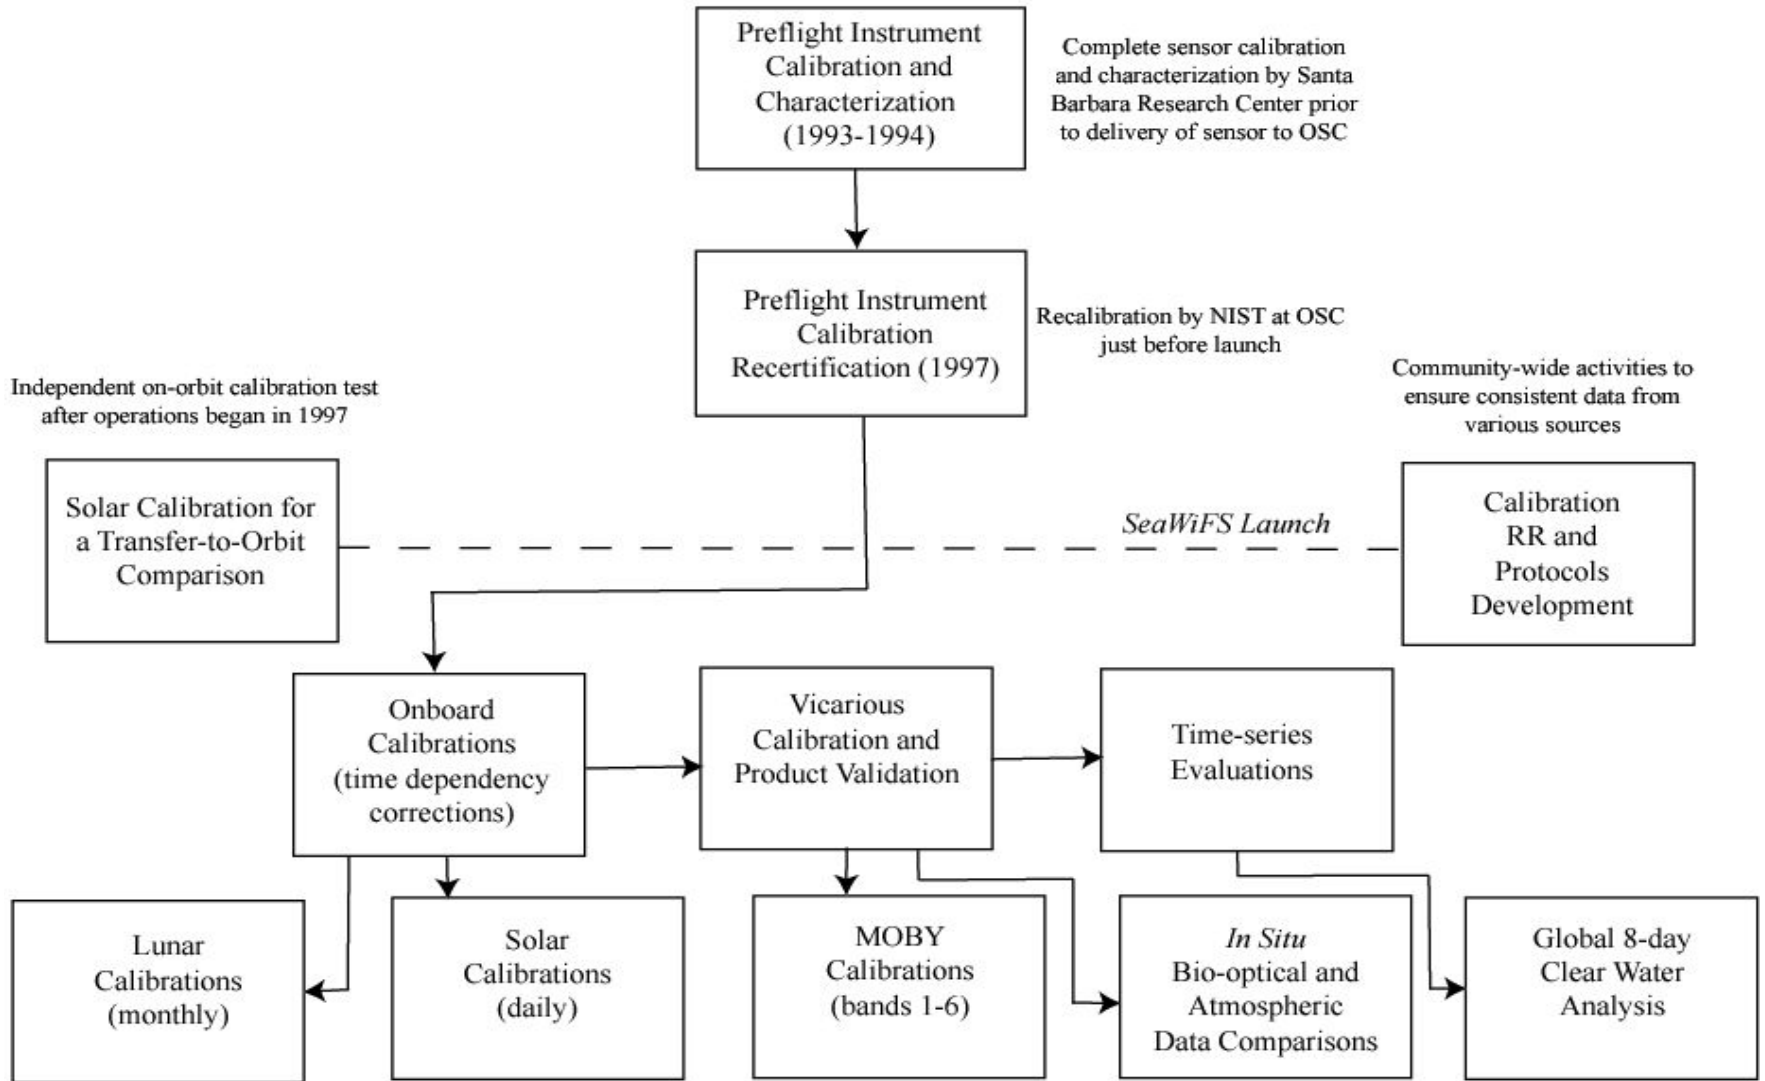 Preflight Instrument
Calibration and
Characterization
(1993-1994)
Complete sensor calibration
and characterization by Santa
Barbara Research Center prior
to delivery of sensor to OSC
Preflight Instrument
Calibration
Recertification (1997)
Recalibration by NIST at OSC
just before launch
Independent on-orbit calibration test
after operations began in 1997
Community-wide activities to
ensure consistent data from
various sources
Solar Calibration for
a Transfer-to-Orbit
Comparison
SeaWiFS Launch
Calibration
RR and
Protocols
Development
Onboard
Calibrations
(time dependency
corrections)
Vicarious
Calibration and
Product Validation
Time-series
Evaluations
Lunar
Calibrations
(monthly)
Solar
Calibrations
(daily)
MOBY
Calibrations
(bands 1-6)
In Situ
Bio-optical and
Atmospheric
Data Comparisons
Global 8-day
Clear Water
Analysis